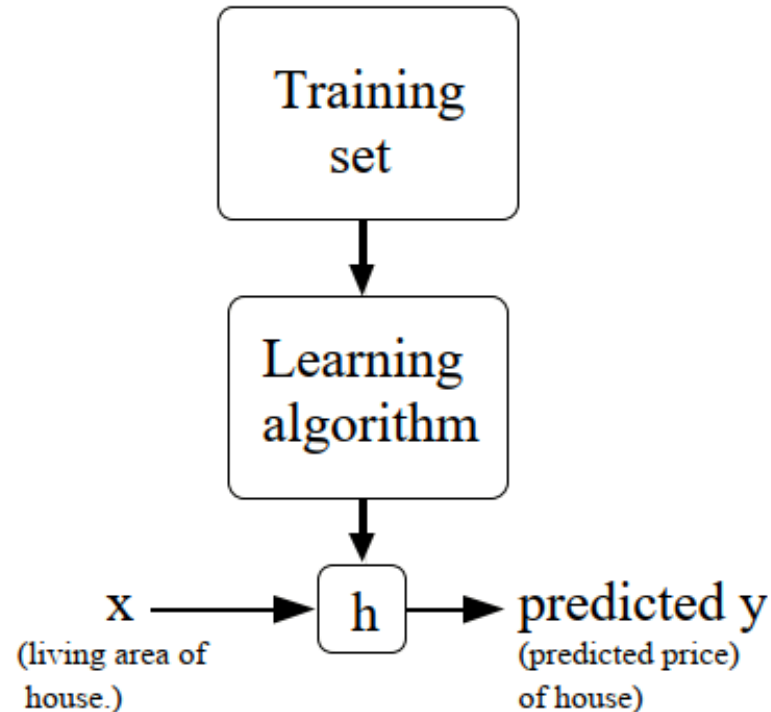 Training
set
Learning
algorithm
x
h
predicted y
(living area of
house.)
(predicted price)
of house)